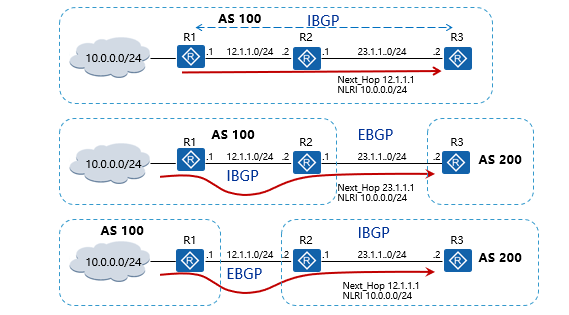 AS 100 IBGP
R1 R2 R3
10.0.0.0/24 .1 12.1.1.0/24 .2 .1 23.1.1..0/24 .2
R R R
Next_Hop 12.1.1.1
NLRI 10.0.0.0/24
AS 100 EBGP
R1 R2 R3
10.0.0.0/24 .1 12.1.1.0/24 .2 .1 23.1.1.0/24 .2 AS 200
R R R
IBGP
Next_Hop 23.1.1.1
NLRI 10.0.0.0/24
AS 100 IBGP
R1 R2 R3
10.0.0.0/24 .1 12.1.1.0/24 .2 .1 23.1.1.0/24 .2 AS 200
R R R
EBGP
Next_Hop 12.1.1.1
NLRI 10.0.0.0/24